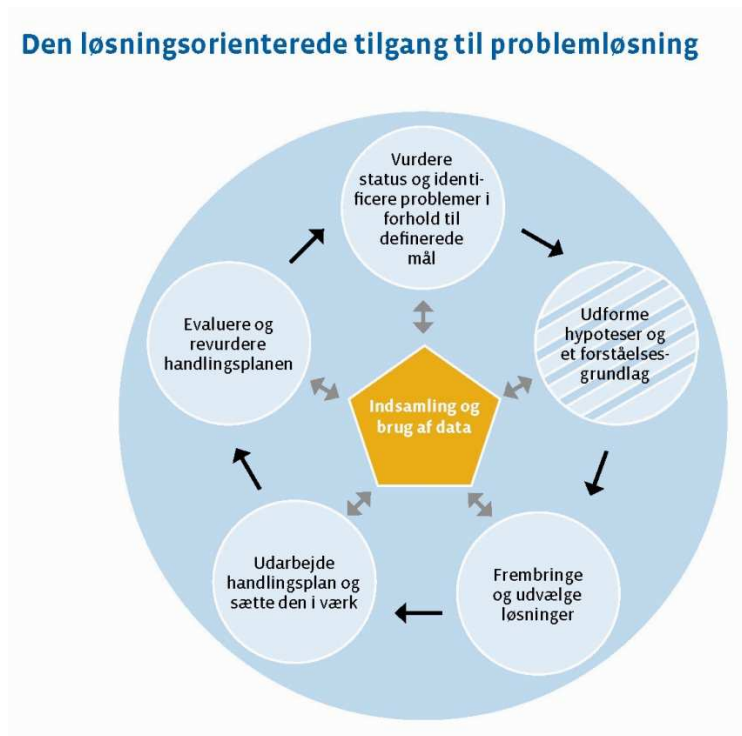 Den løsningsorienterede tilgang til problemløsning
Vurdere
status og identi-
ficere problemer i
forhold til
definerede
mål
Udforme
hypoteser og
et forståelses-
grundlag
Frembringe
og udvælge
løsninger
Udarbejde
handlingsplan og
sætte den i værk
Evaluere og
revurdere
handlingsplanen
Indsamling og
brug af data